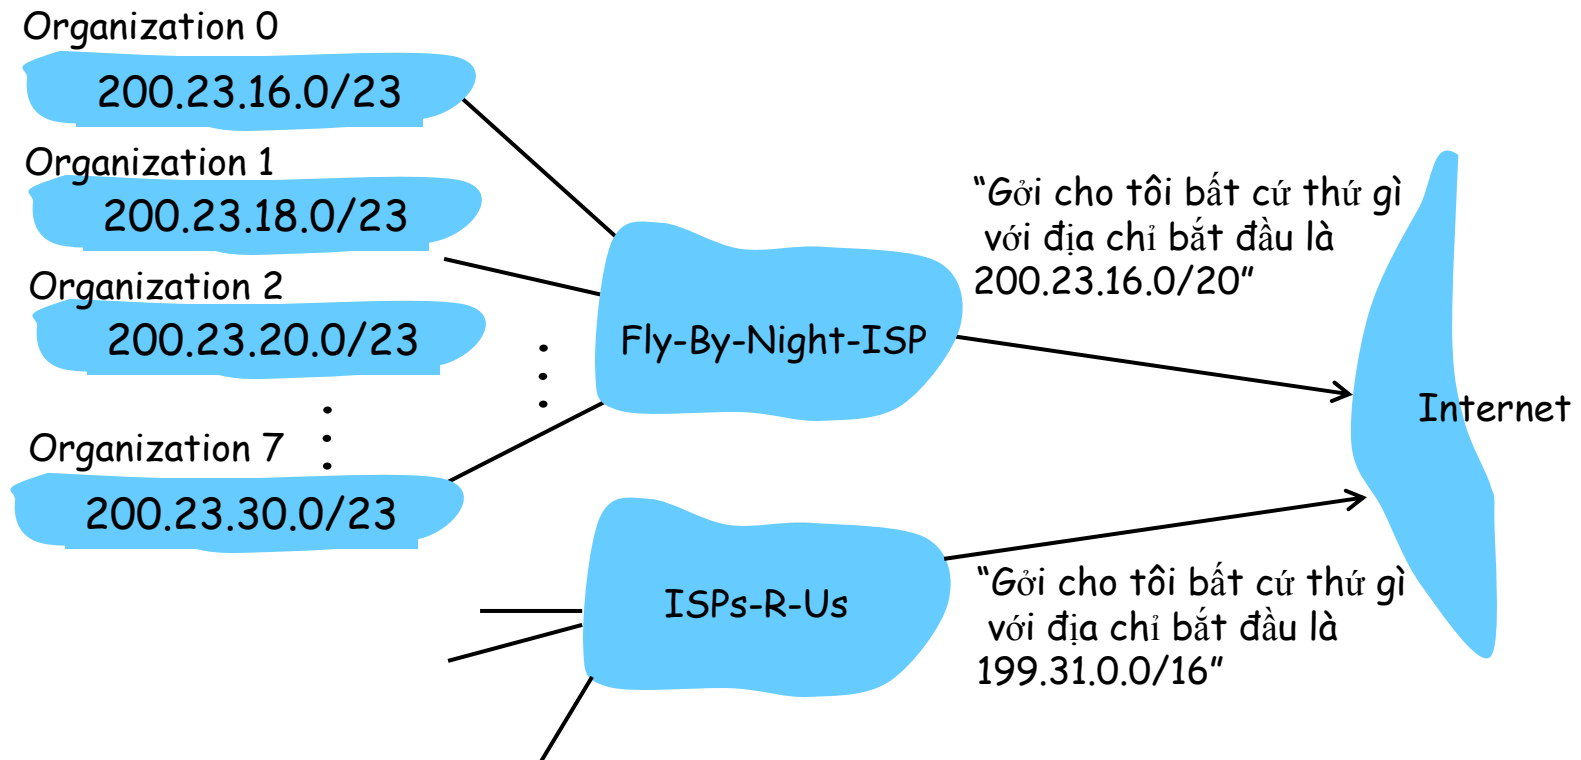 Organization 0
200.23.16.0/23
Organization 1
200.23.18.0/23
Organization 2
200.23.20.0/23
Organization 7
200.23.30.0/23
Fly-By-Night-ISP
“Gởi cho tôi bất cứ thứ gì
với địa chỉ bắt đầu là
200.23.16.0/20”
Internet
ISPs-R-Us
“Gởi cho tôi bất cứ thứ gì
với địa chỉ bắt đầu là
199.31.0.0/16”